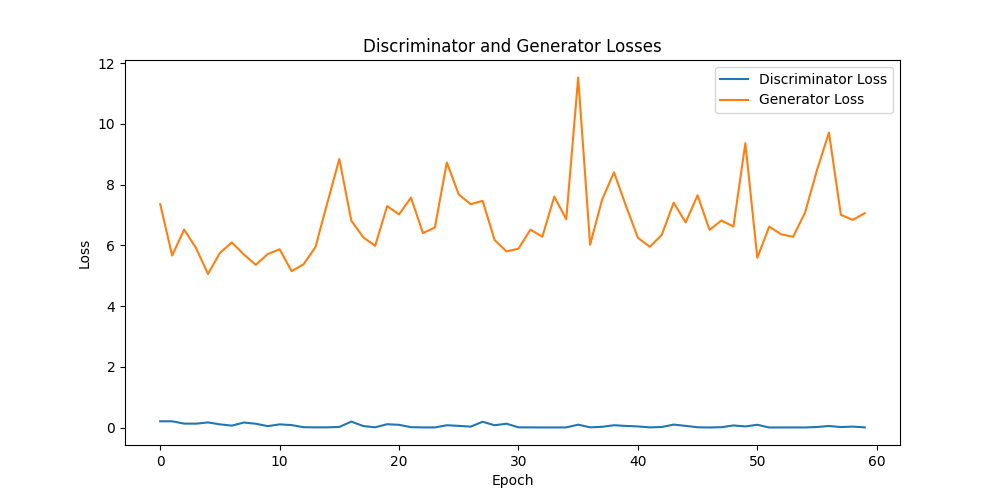 Discriminator and Generator Losses
12
10
8
6
4
2
0
Loss
Discriminator Loss
Generator Loss
0 10 20 30 40 50 60
Epoch